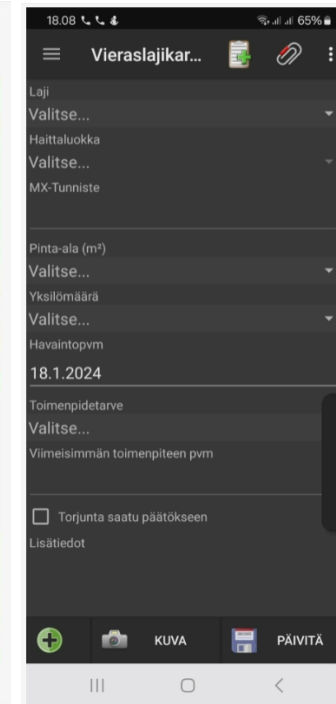 18.08 65%
Vieraslajikar...
Laji
Valitse...
Haittaluokka
Valitse...
MX-Tunniste
Pinta-ala (m²)
Valitse...
Yksilömäärä
Valitse...
Havaintopvm
18.1.2024
Toimenpidetarve
Valitse...
Viimeisimmän toimenpiteen pvm
Torjunta saatu päätökseen
Lisätiedot
KUVA PÄIVITÄ